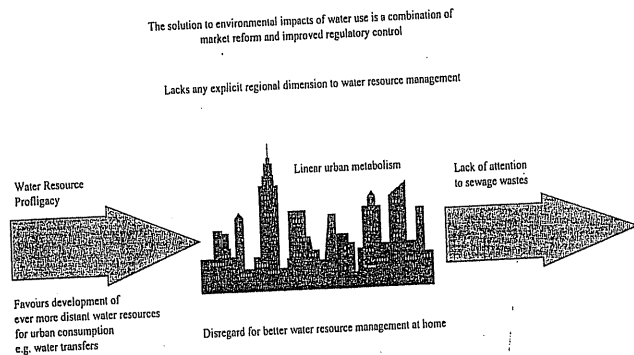 The solution to environmental impacts of water use is a combination of
market reform and improved regulatory control
Lacks any explicit regional dimension to water resource management
Linear urban metabolism
Lack of attention
to sewage wastes
Water Resource
Profligacy
Favours development of
ever more distant water resources
for urban consumption
e.g. water transfers
Disregard for better water resource management at home